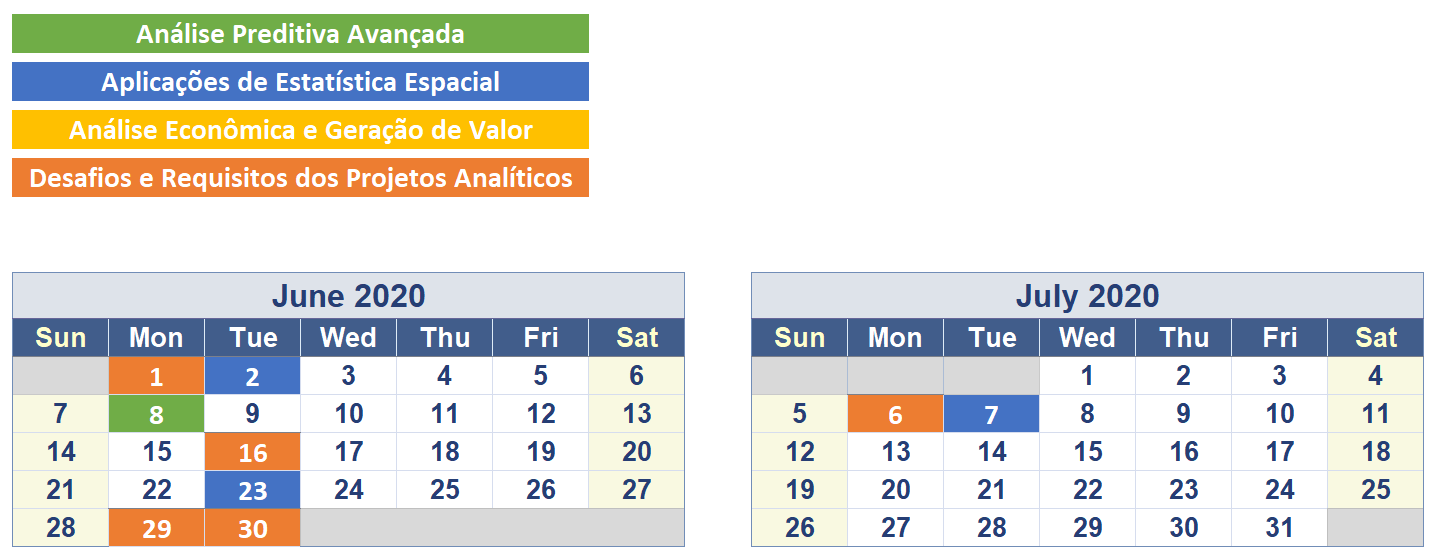 Análise Preditiva Avançada
Aplicações de Estatística Espacial
Análise Econômica e Geração de Valor
Desafios e Requisitos dos Projetos Analíticos
June 2020
Sun Mon Tue Wed Thu Fri Sat
1 2 3 4 5 6
7 8 9 10 11 12 13
14 15 16 17 18 19 20
21 22 23 24 25 26 27
28 29 30
July 2020
Sun Mon Tue Wed Thu Fri Sat
1 2 3 4
5 6 7 8 9 10 11
12 13 14 15 16 17 18
19 20 21 22 23 24 25
26 27 28 29 30 31